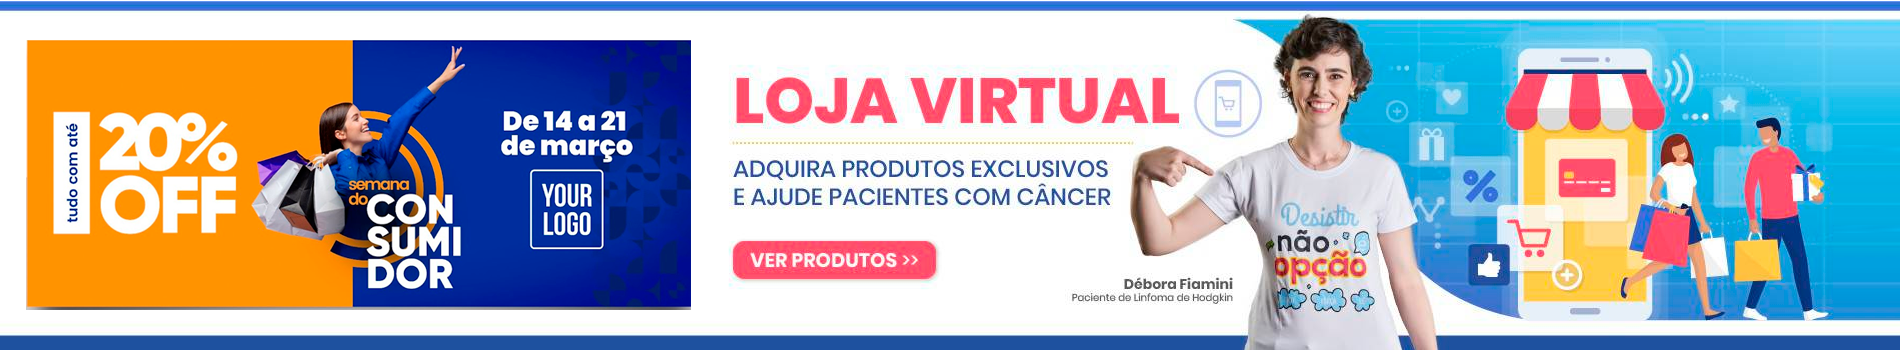 tudo com até
20%
OFF
semana
do
CON
SUMI
DOR
De 14 a 21
de março
YOUR
LOGO
LOJA VIRTUAL
ADQUIRA PRODUTOS EXCLUSIVOS
E AJUDE PACIENTES COM CÂNCER
VER PRODUTOS >>
Débora Fiamini
Paciente de Linfoma de Hodgkin
Desistir
não
é
opção
%